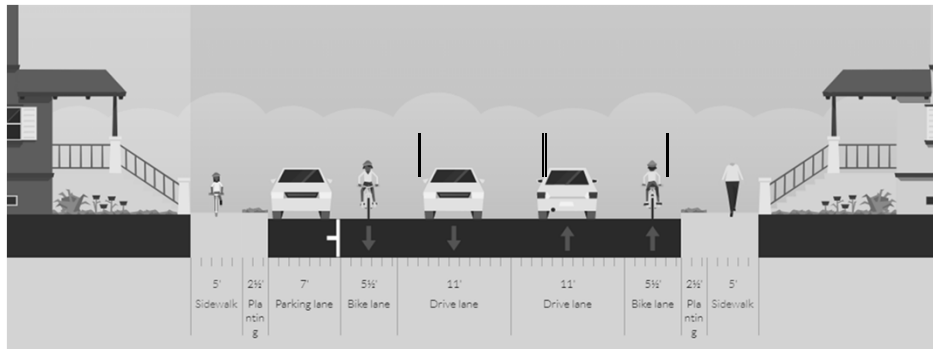 5' 2½' 7' 5½' 11' 11' 5½' 2½' 5'
Sidewalk Pla Parking lane Bike lane Drive lane Drive lane Bike lane Pla Sidewalk
ntin ntin
g g